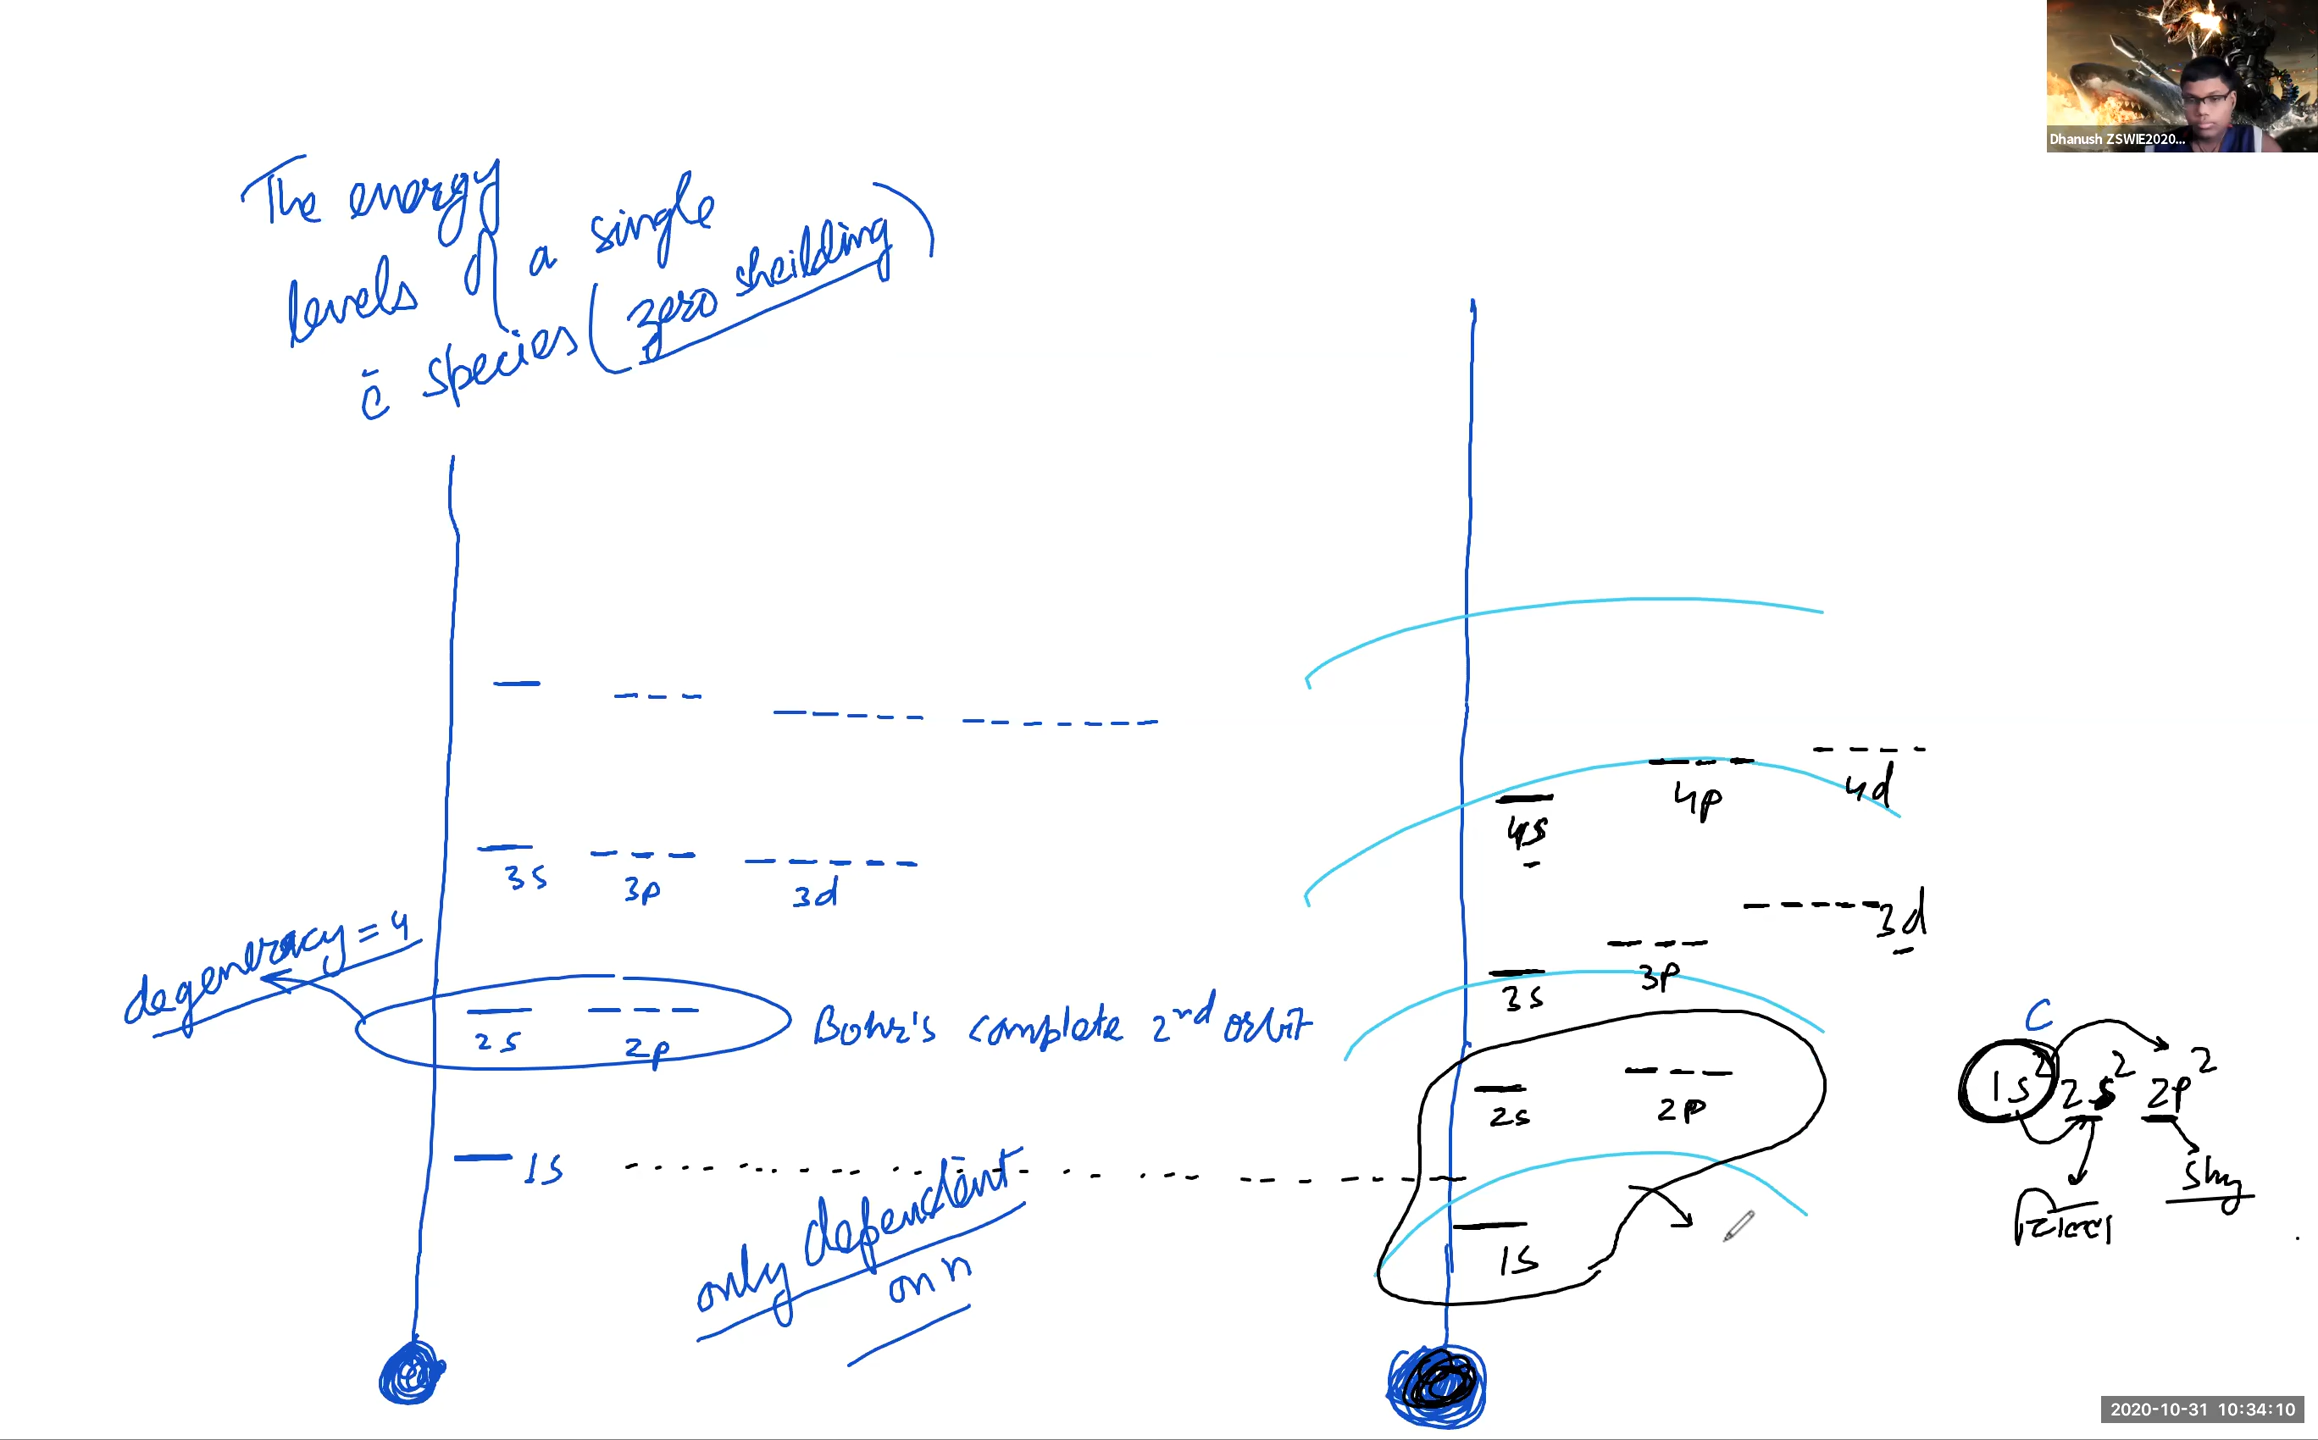 Dhanush ZSWIE2020...
The energy
levels of a single
ē species (zero sheilding)
4s
4p
4d
3s
3p
3d
3s
3p
3d
degeneracy = 4
2s
2p
Bohr's complete 2nd orbit
2s
2p
C
1s² 2s² 2p²
shy
1s
1s
only dependent
on n
2020-10-31 10:34:10